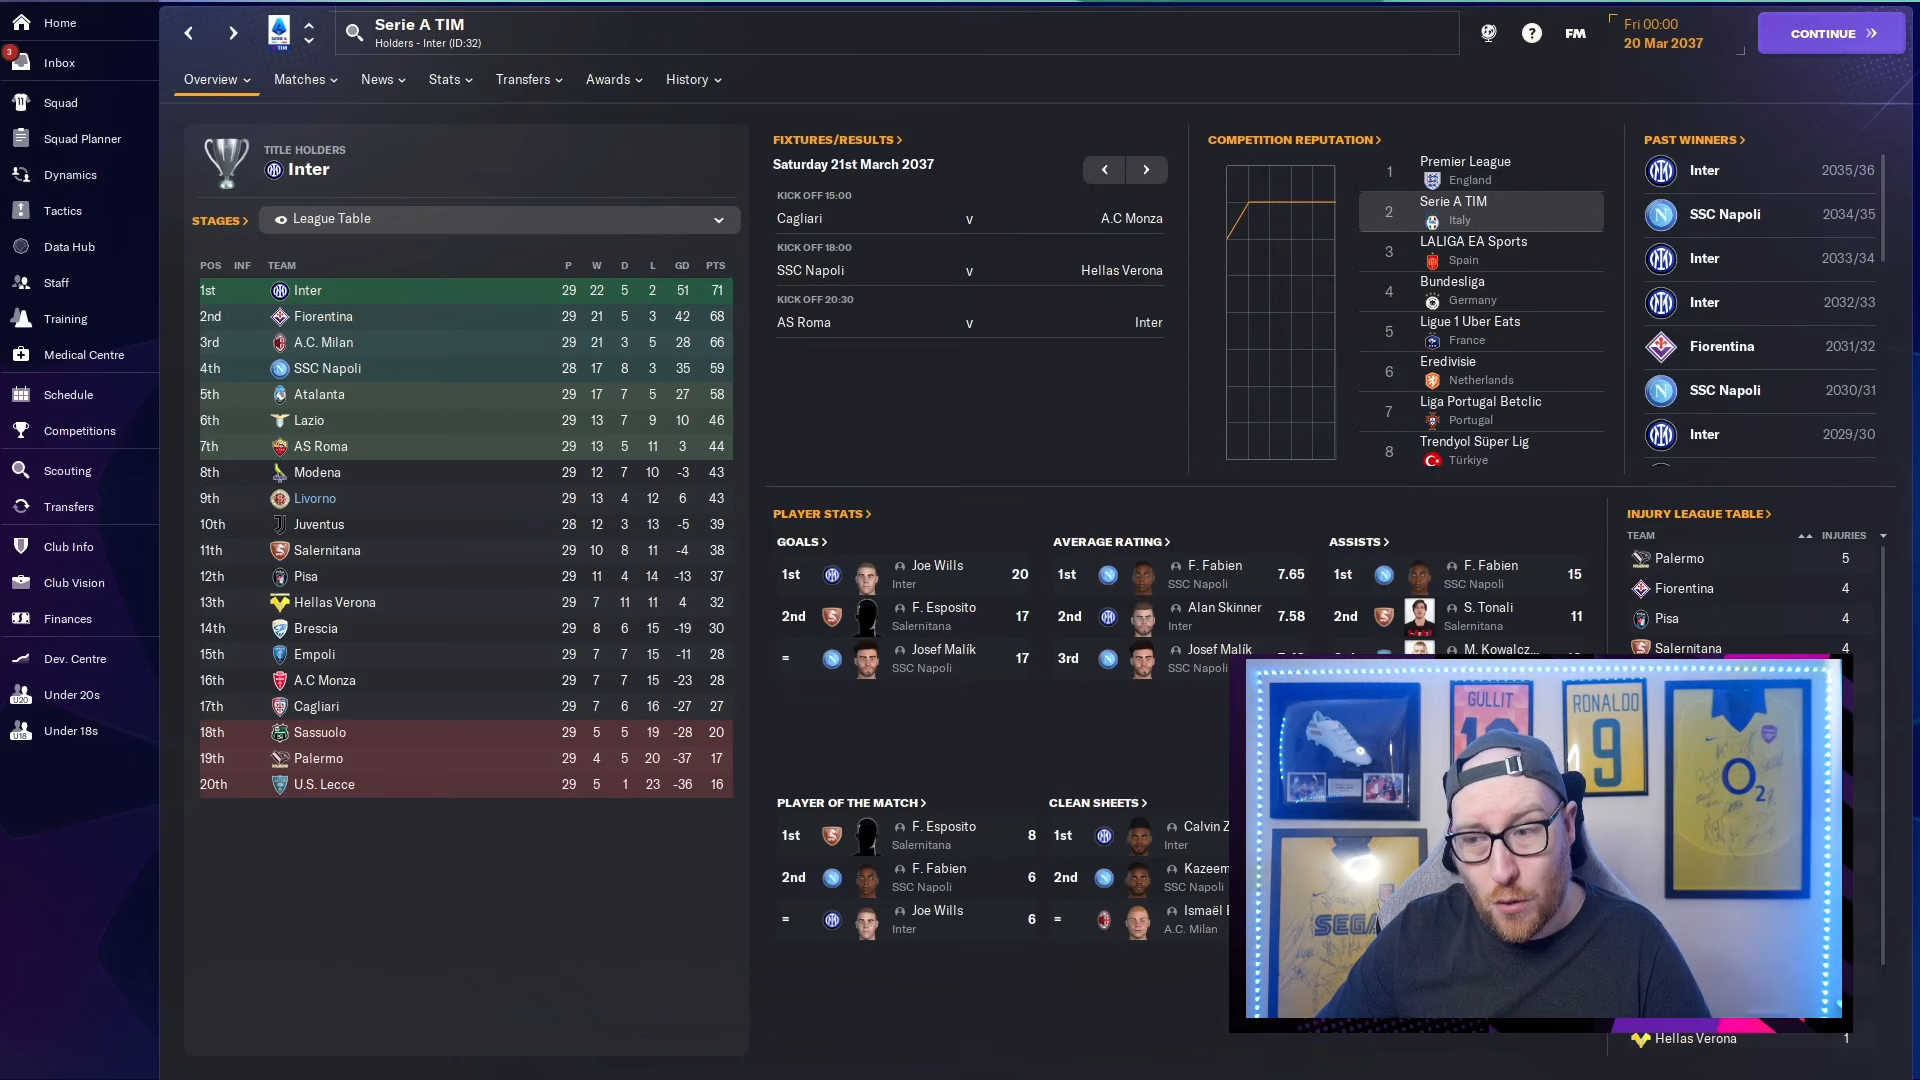 Home
3
Inbox
Squad
Squad Planner
Dynamics
Tactics
Data Hub
Staff
Training
Medical Centre
Schedule
Competitions
Scouting
Transfers
Club Info
Club Vision
Finances
Dev. Centre
U20
Under 20s
U18
Under 18s
Serie A TIM
Holders - Inter (ID:32)
FM
Fri 00:00
20 Mar 2037
CONTINUE
Overview
Matches
News
Stats
Transfers
Awards
History
TITLE HOLDERS
Inter
STAGES
League Table
POS INF TEAM P W D L GD PTS
1st Inter 29 22 5 2 51 71
2nd Fiorentina 29 21 5 3 42 68
3rd A.C. Milan 29 21 3 5 28 66
4th SSC Napoli 28 17 8 3 35 59
5th Atalanta 29 17 7 5 27 58
6th Lazio 29 13 7 9 10 46
7th AS Roma 29 13 5 11 3 44
8th Modena 29 12 7 10 -3 43
9th Livorno 29 13 4 12 6 43
10th Juventus 28 12 3 13 -5 39
11th Salernitana 29 10 8 11 -4 38
12th Pisa 29 11 4 14 -13 37
13th Hellas Verona 29 7 11 11 4 32
14th Brescia 29 8 6 15 -19 30
15th Empoli 29 7 7 15 -11 28
16th A.C Monza 29 7 7 15 -23 28
17th Cagliari 29 7 6 16 -27 27
18th Sassuolo 29 5 5 19 -28 20
19th Palermo 29 4 5 20 -37 17
20th U.S. Lecce 29 5 1 23 -36 16
FIXTURES/RESULTS
Saturday 21st March 2037
KICK OFF 15:00
Cagliari v A.C Monza
KICK OFF 18:00
SSC Napoli v Hellas Verona
KICK OFF 20:30
AS Roma v Inter
COMPETITION REPUTATION
1 Premier League
England
2 Serie A TIM
Italy
3 LALIGA EA Sports
Spain
4 Bundesliga
Germany
5 Ligue 1 Uber Eats
France
6 Eredivisie
Netherlands
7 Liga Portugal Betclic
Portugal
8 Trendyol Süper Lig
Türkiye
PAST WINNERS
Inter 2035/36
SSC Napoli 2034/35
Inter 2033/34
Inter 2032/33
Fiorentina 2031/32
SSC Napoli 2030/31
Inter 2029/30
PLAYER STATS
GOALS
1st Joe Wills 20
Inter
2nd F. Esposito 17
Salernitana
= Josef Malík 17
SSC Napoli
AVERAGE RATING
1st F. Fabien 7.65
SSC Napoli
2nd Alan Skinner 7.58
Inter
3rd Josef Malík
SSC Napoli
ASSISTS
1st F. Fabien 15
SSC Napoli
2nd S. Tonali 11
Salernitana
M. Kowalcz...
PLAYER OF THE MATCH
1st F. Esposito 8
Salernitana
2nd F. Fabien 6
SSC Napoli
= Joe Wills 6
Inter
CLEAN SHEETS
1st Calvin Z
Inter
2nd Kazeem
SSC Napoli
= Ismaël
A.C. Milan
INJURY LEAGUE TABLE
TEAM INJURIES
Palermo 5
Fiorentina 4
Pisa 4
Salernitana 4
Hellas Verona 1
GULLIT
RONALDO
9
O2
SEGA